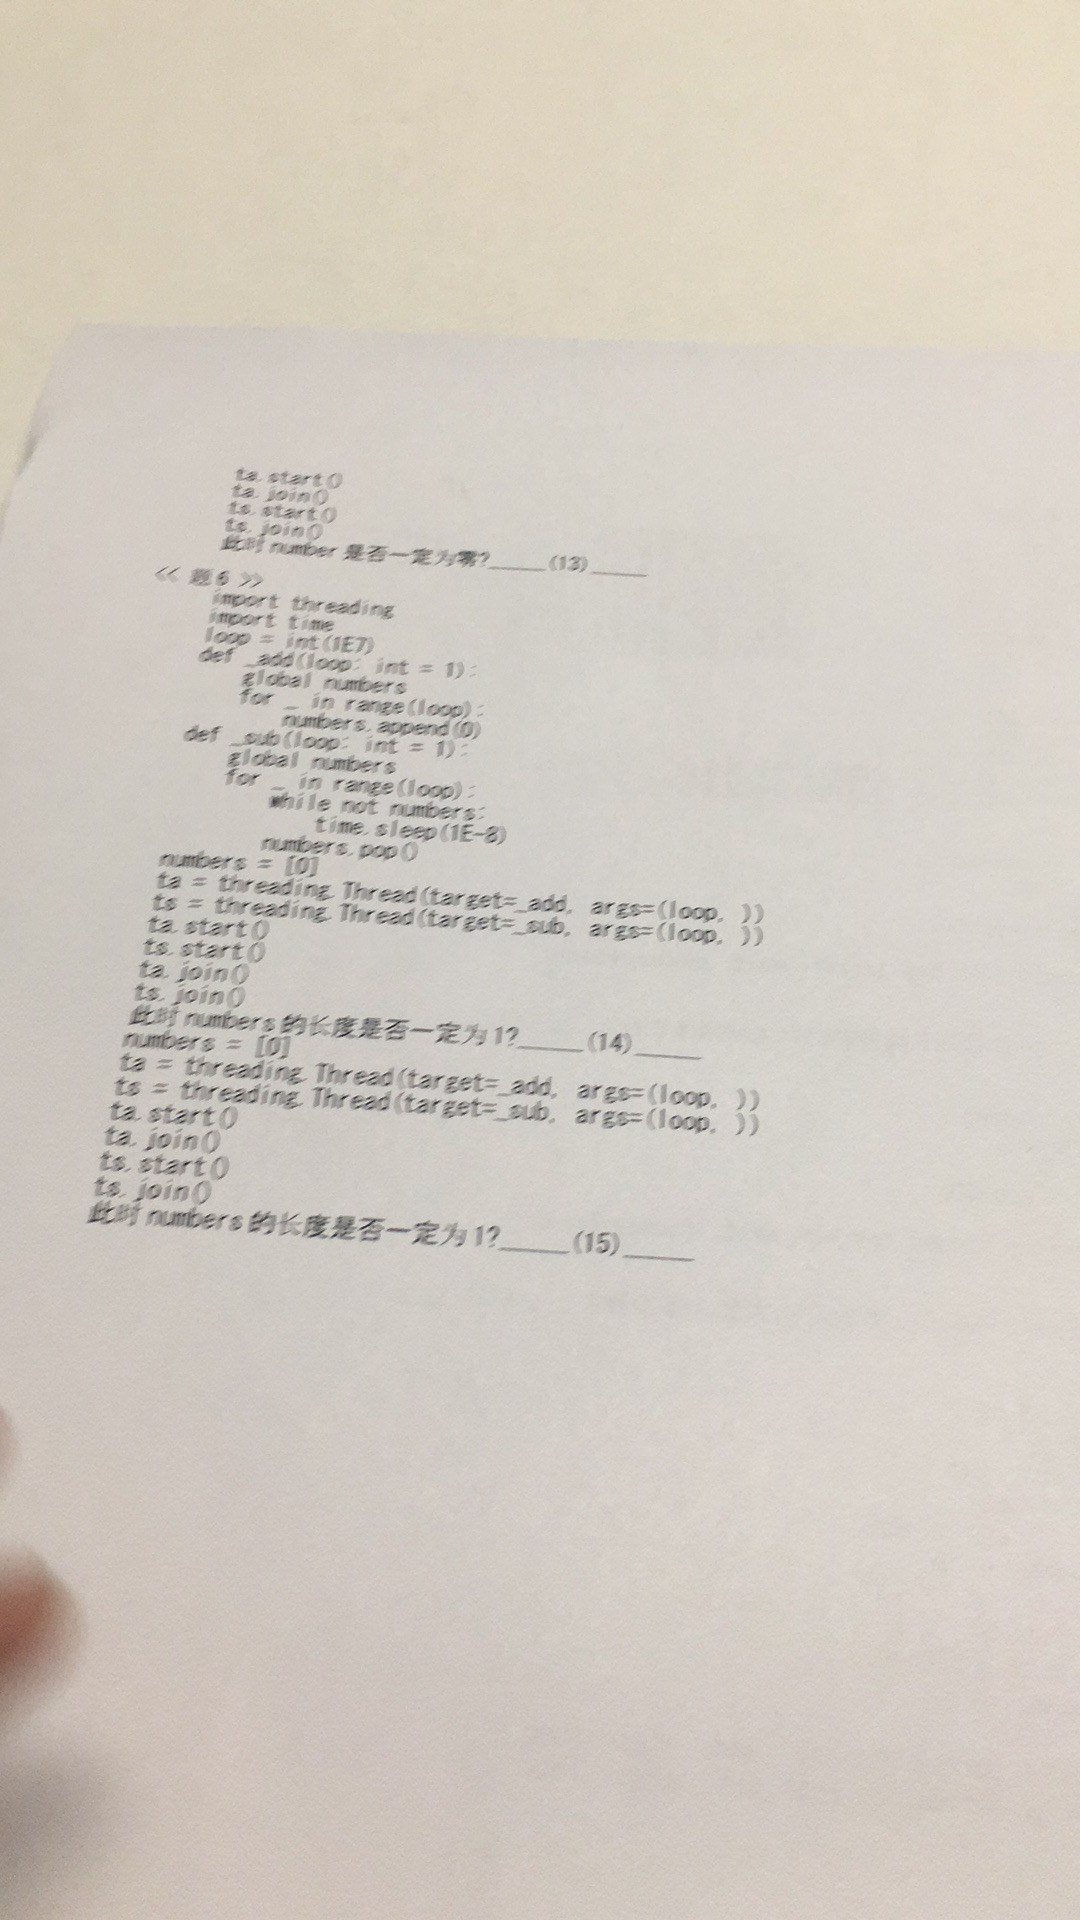 ta.start()
ta.join()
ts.start()
ts.join()
此时 number 是否一定为零?_____(13)_____
<< 题 6 >>
import threading
import time
loop = int(1E7)
def _add(loop: int = 1):
global numbers
for _ in range(loop):
numbers.append(0)
def _sub(loop: int = 1):
global numbers
for _ in range(loop):
while not numbers:
time.sleep(1E-8)
numbers.pop()
numbers = [0]
ta = threading.Thread(target=_add, args=(loop, ))
ts = threading.Thread(target=_sub, args=(loop, ))
ta.start()
ts.start()
ta.join()
ts.join()
此时 numbers 的长度是否一定为 1?_____(14)_____
numbers = [0]
ta = threading.Thread(target=_add, args=(loop, ))
ts = threading.Thread(target=_sub, args=(loop, ))
ta.start()
ta.join()
ts.start()
ts.join()
此时 numbers 的长度是否一定为 1?_____(15)_____